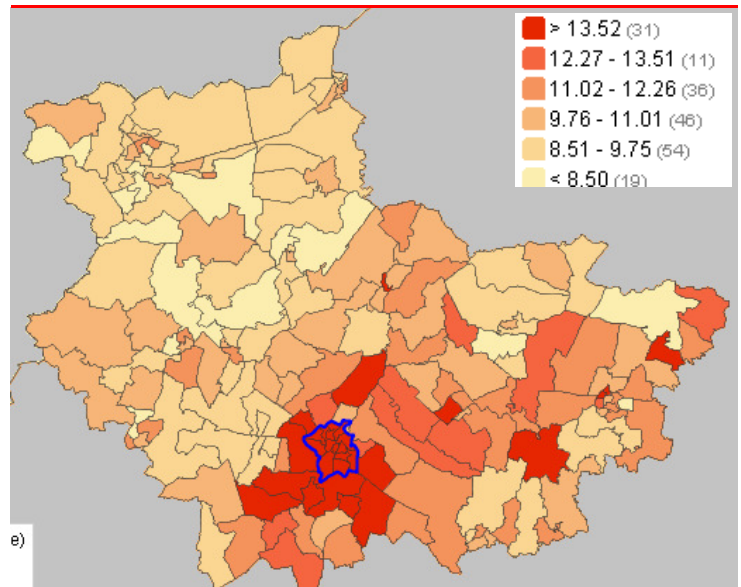 > 13.52 (31)
12.27 - 13.51 (11)
11.02 - 12.26 (36)
9.76 - 11.01 (46)
8.51 - 9.75 (54)
< 8.50 (19)
e)